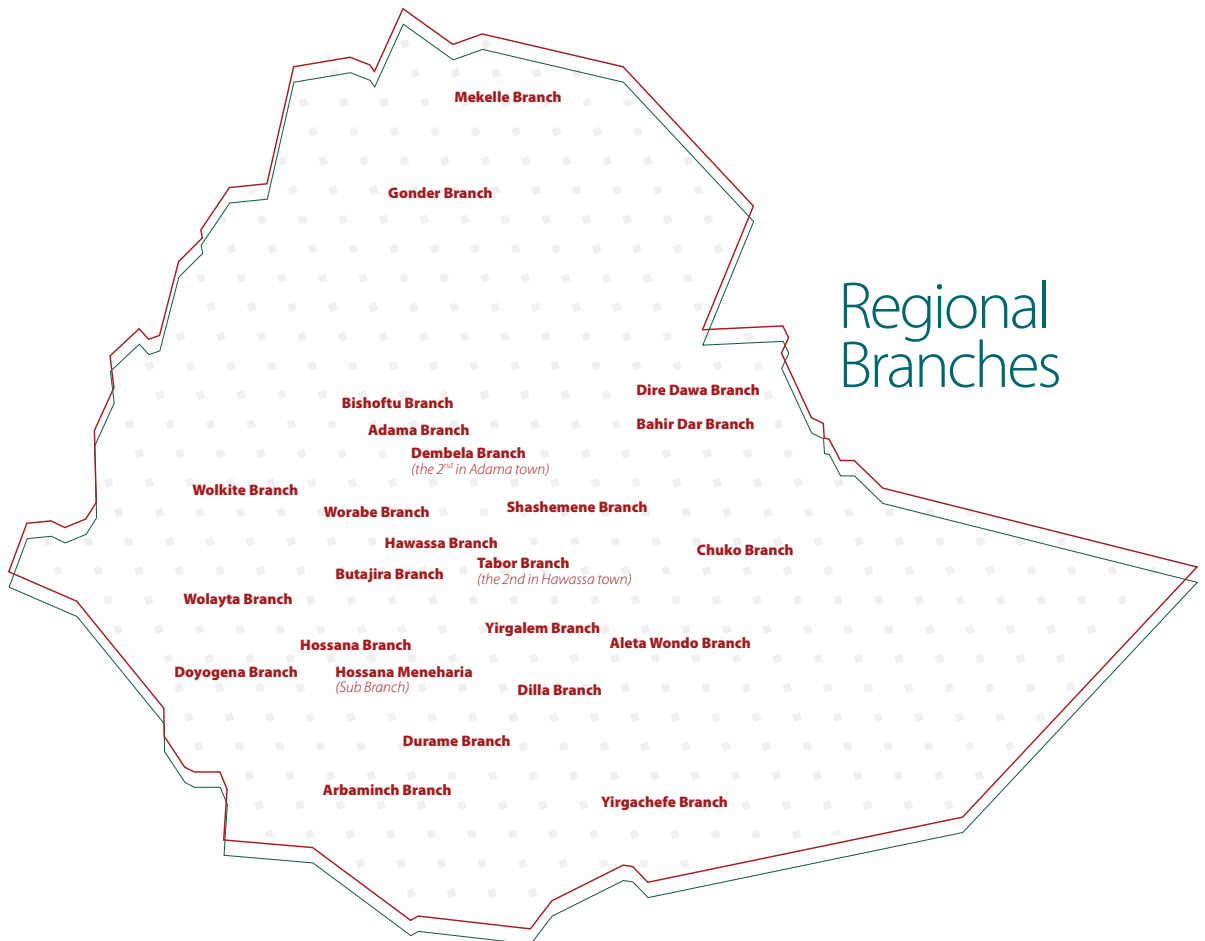 Mekelle Branch
Gonder Branch
Regional
Branches
Dire Dawa Branch
Bishoftu Branch
Bahir Dar Branch
Adama Branch
Dembela Branch
(the 2nd in Adama town)
Wolkite Branch
Shashemene Branch
Worabe Branch
Hawassa Branch
Chuko Branch
Tabor Branch
(the 2nd in Hawassa town)
Butajira Branch
Wolayta Branch
Yirgalem Branch
Aleta Wondo Branch
Hossana Branch
Doyogena Branch
Hossana Meneharia
(Sub Branch)
Dilla Branch
Durame Branch
Arbaminch Branch
Yirgachefe Branch